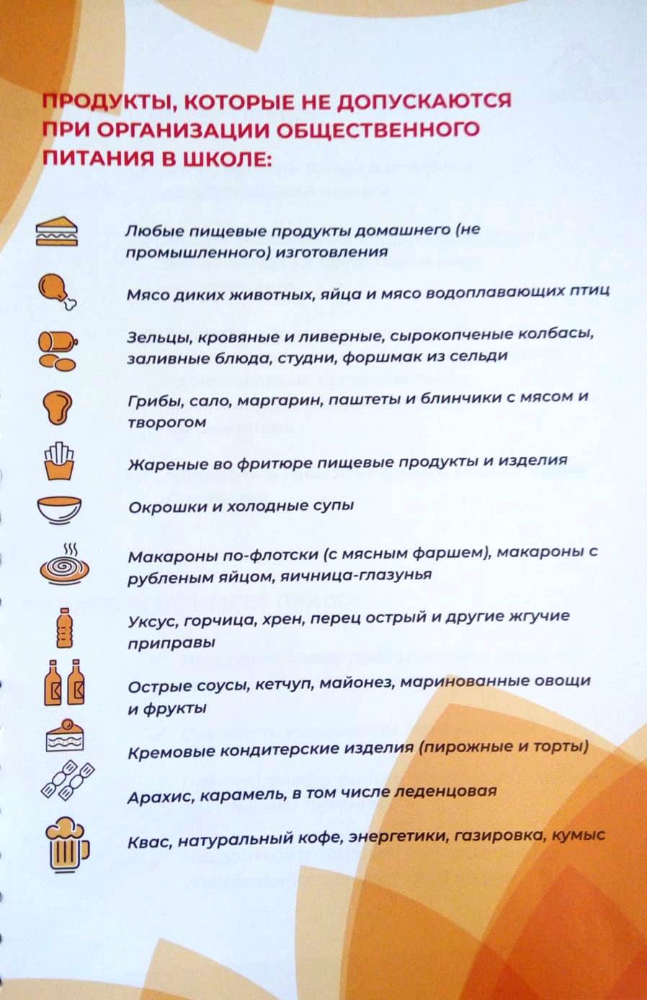 ПРОДУКТЫ, КОТОРЫЕ НЕ ДОПУСКАЮТСЯ
ПРИ ОРГАНИЗАЦИИ ОБЩЕСТВЕННОГО
ПИТАНИЯ В ШКОЛЕ:
Любые пищевые продукты домашнего (не
промышленного) изготовления
Мясо диких животных, яйца и мясо водоплавающих птиц
Зельцы, кровяные и ливерные, сырокопченые колбасы,
заливные блюда, студни, форшмак из сельди
Грибы, сало, маргарин, паштеты и блинчики с мясом и
творогом
Жареные во фритюре пищевые продукты и изделия
Окрошки и холодные супы
Макароны по-флотски (с мясным фаршем), макароны с
рубленым яйцом, яичница-глазунья
Уксус, горчица, хрен, перец острый и другие жгучие
приправы
Острые соусы, кетчуп, майонез, маринованные овощи
и фрукты
Кремовые кондитерские изделия (пирожные и торты)
Арахис, карамель, в том числе леденцовая
Квас, натуральный кофе, энергетики, газировка, кумыс